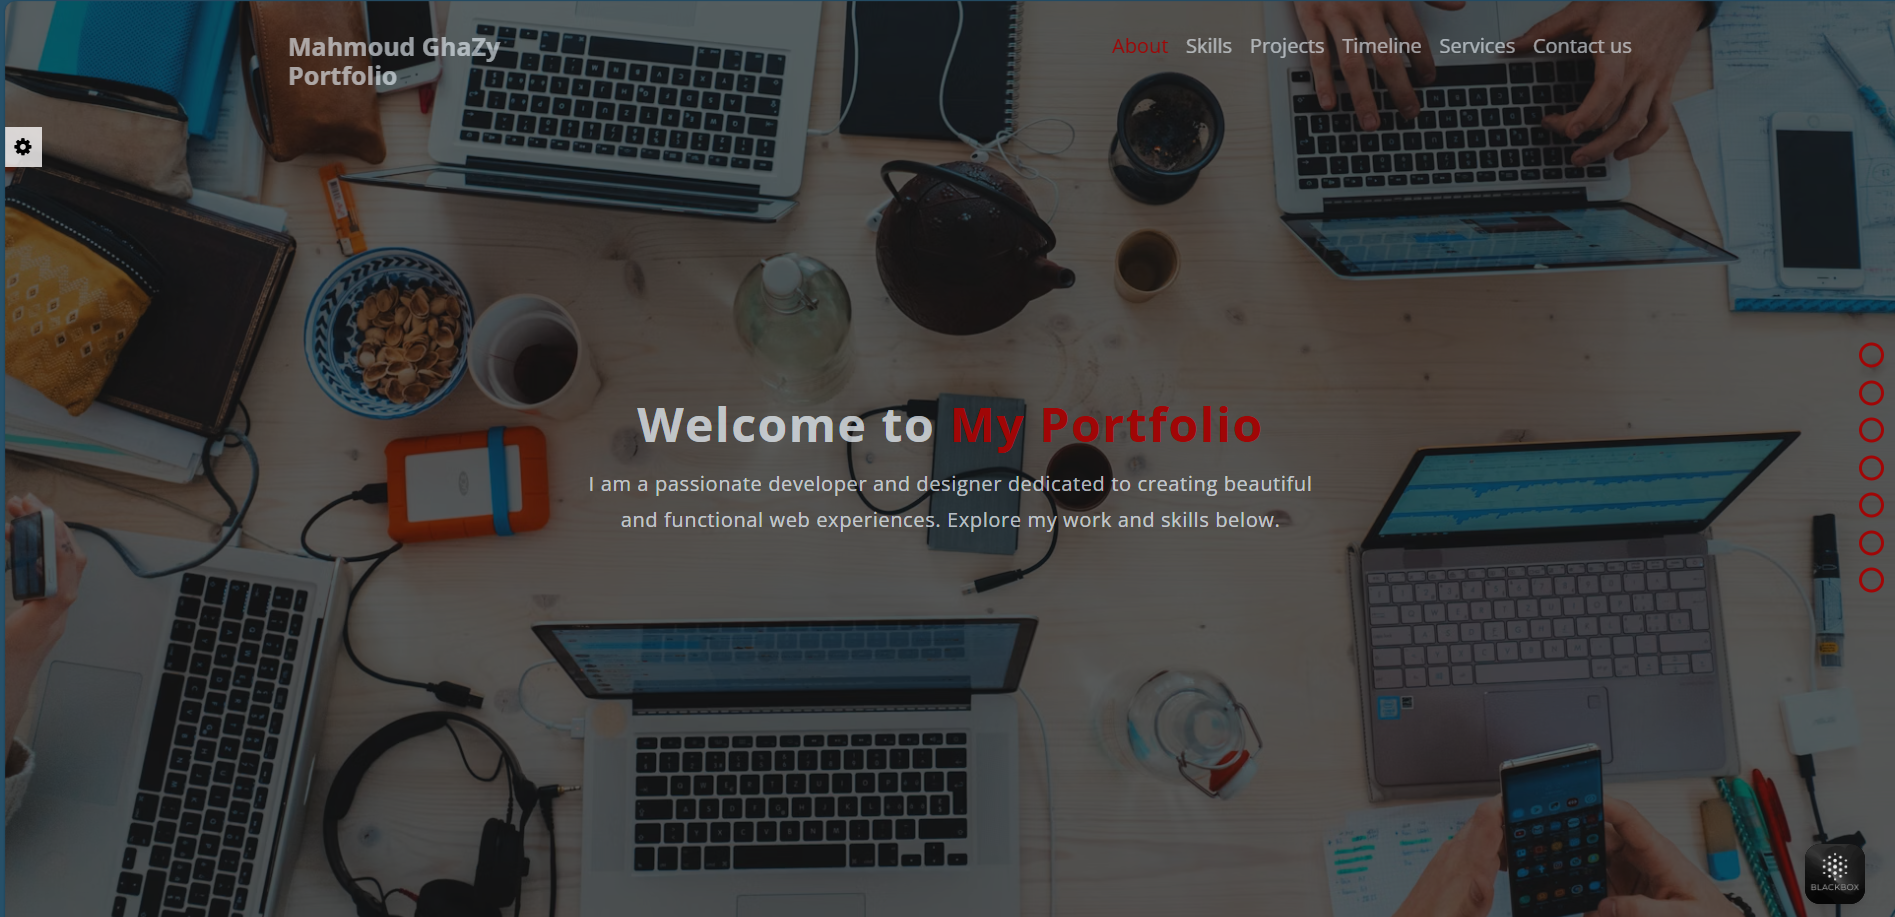 Mahmoud GhaZy
Portfolio
About Skills Projects Timeline Services Contact us
Welcome to My Portfolio
I am a passionate developer and designer dedicated to creating beautiful
and functional web experiences. Explore my work and skills below.
BLACKBOX